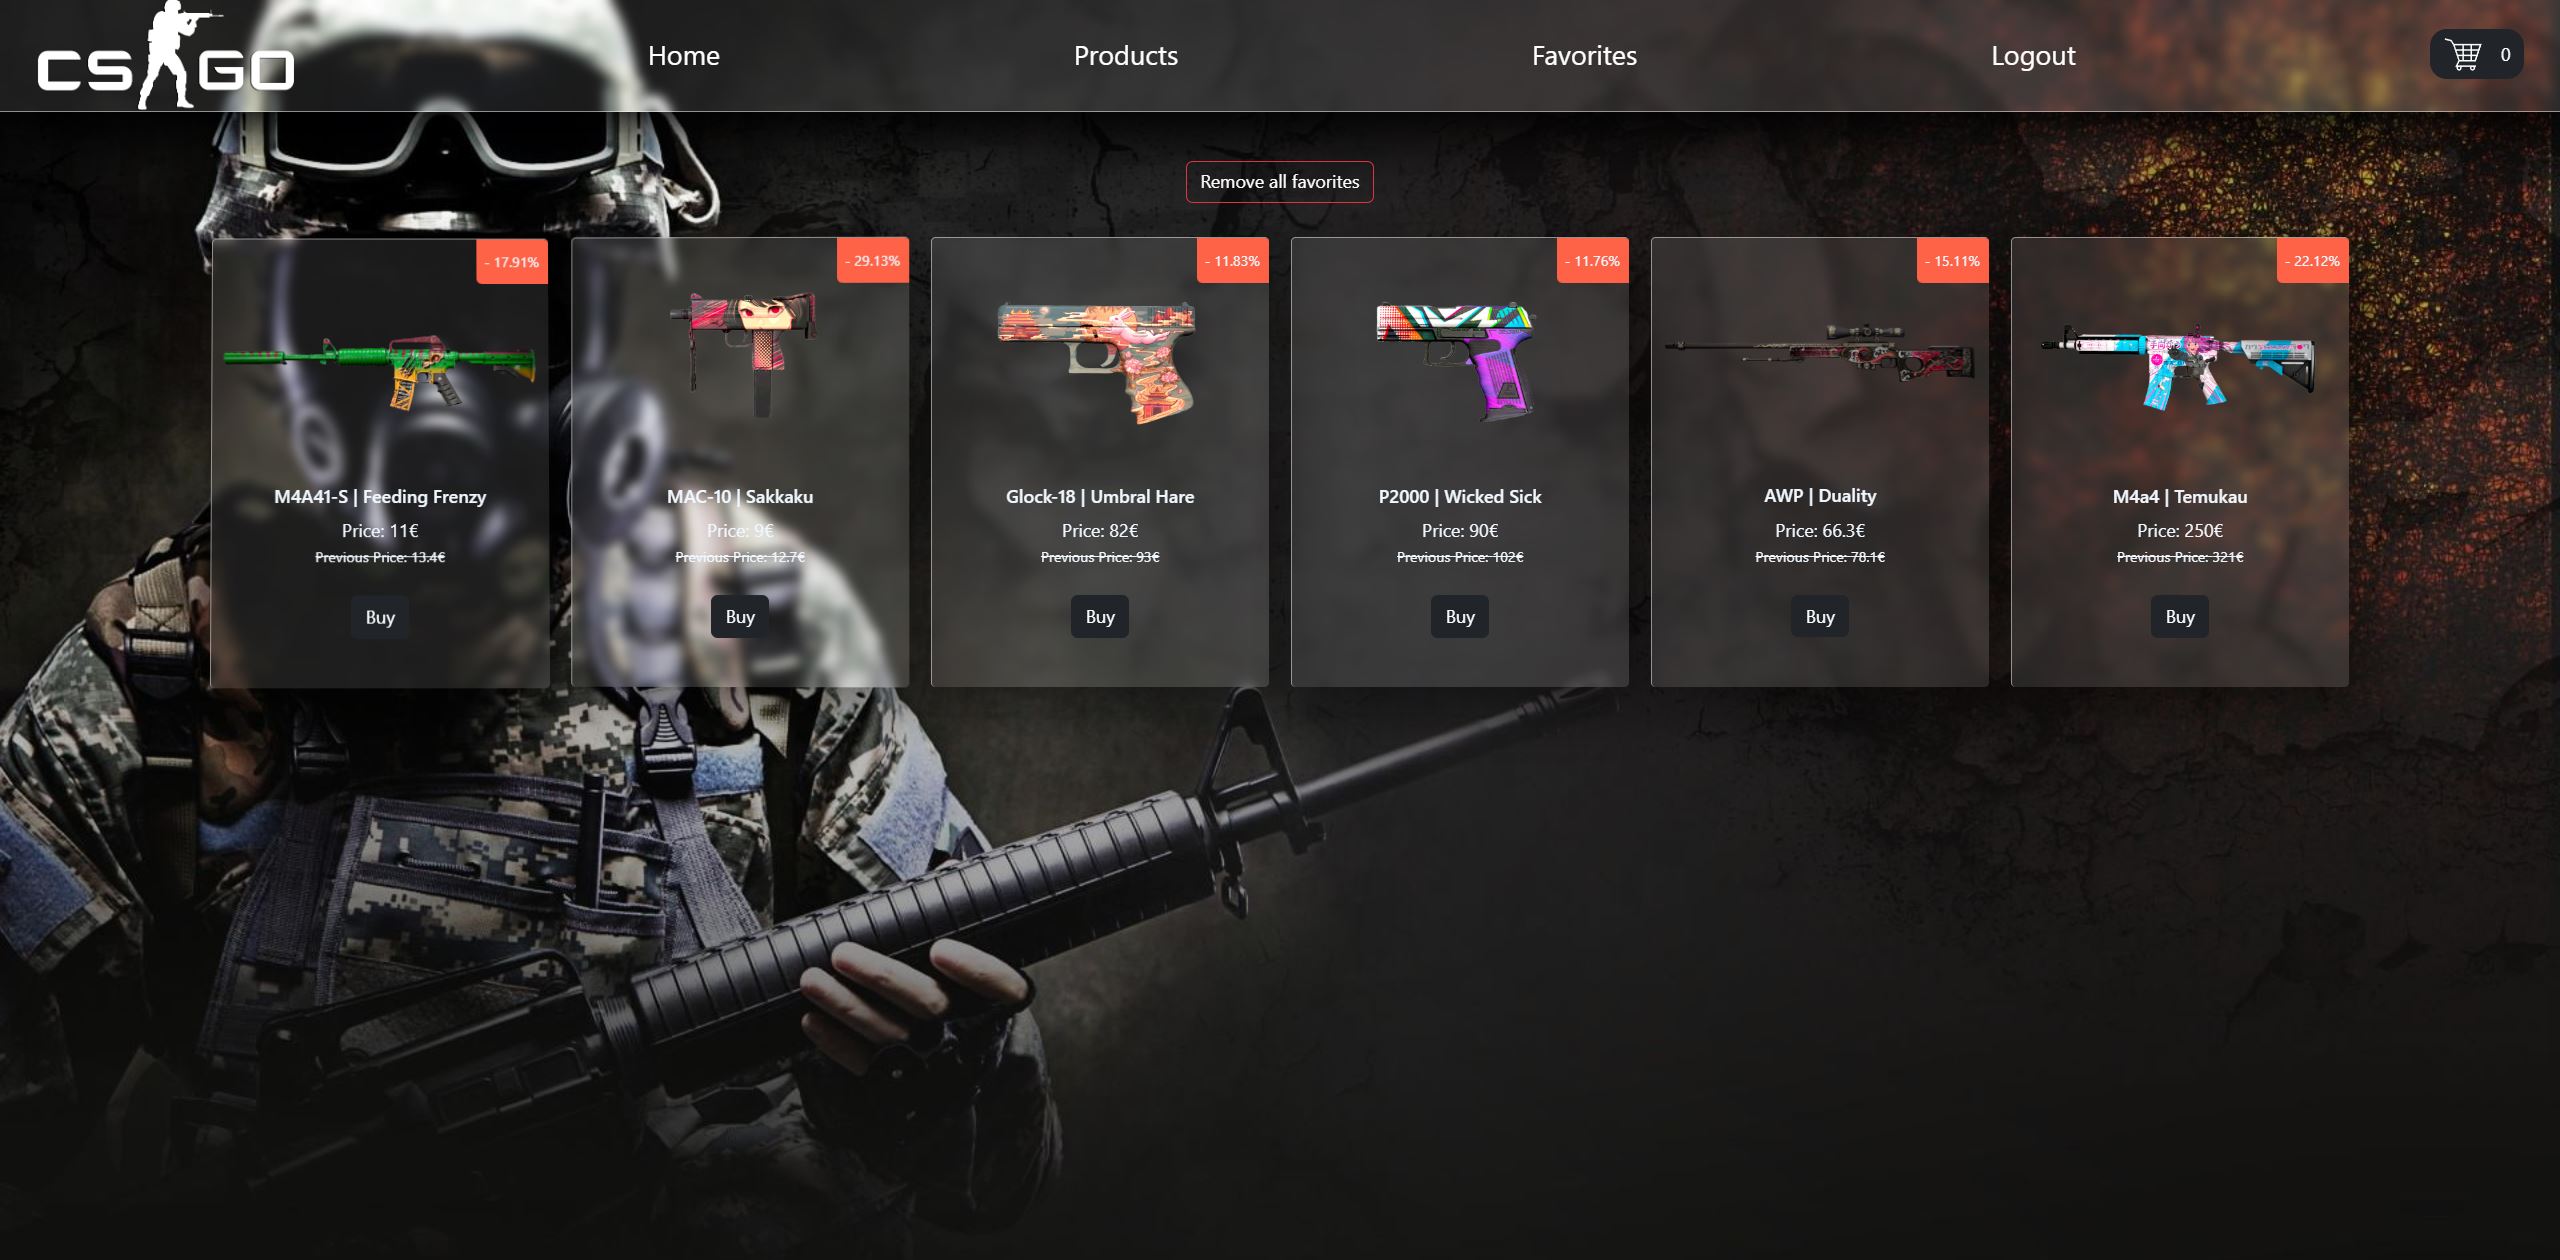 CS GO
Home
Products
Favorites
Logout
0
Remove all favorites
- 17.91%
M4A41-S | Feeding Frenzy
Price: 11€
Previous Price: 13.4€
Buy
- 29.13%
MAC-10 | Sakkaku
Price: 9€
Previous Price: 12.7€
Buy
- 11.83%
Glock-18 | Umbral Hare
Price: 82€
Previous Price: 93€
Buy
- 11.76%
P2000 | Wicked Sick
Price: 90€
Previous Price: 102€
Buy
- 15.11%
AWP | Duality
Price: 66.3€
Previous Price: 78.1€
Buy
- 22.12%
M4a4 | Temukau
Price: 250€
Previous Price: 321€
Buy